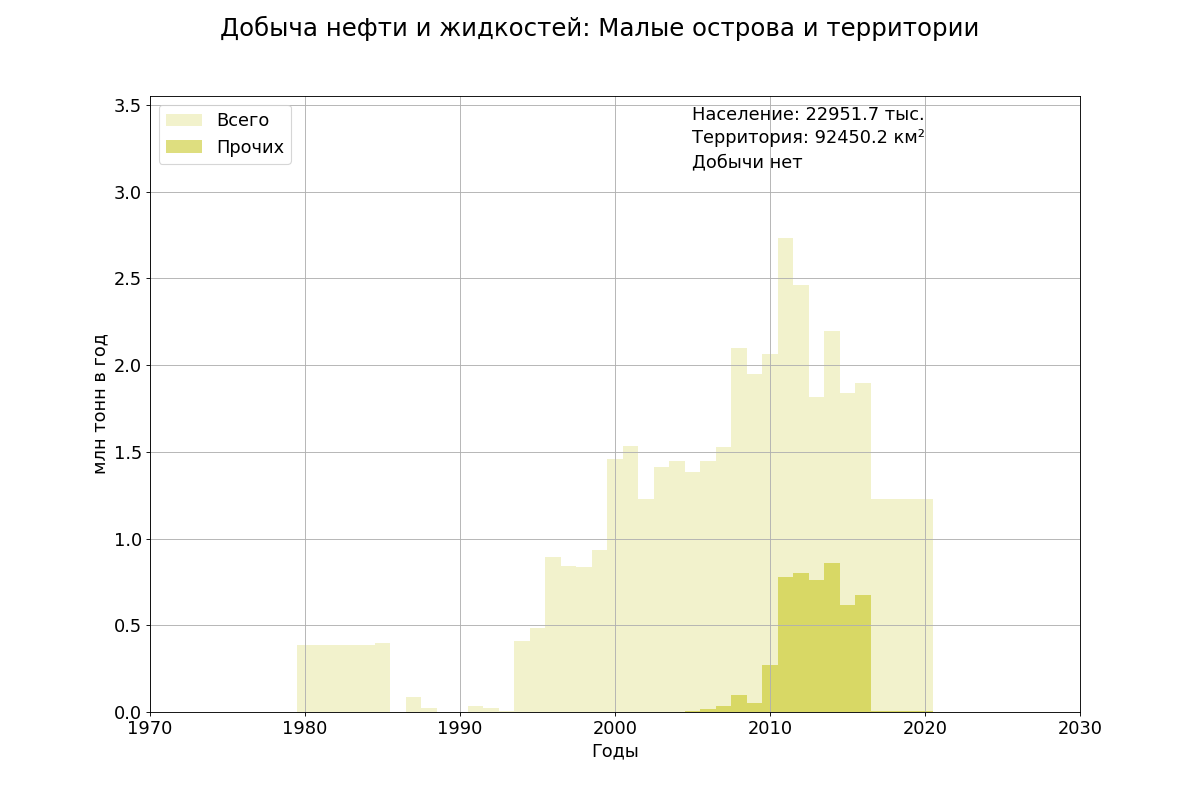 Добыча нефти и жидкостей: Малые острова и территории
Всего
Прочих
Население: 22951.7 тыс.
Территория: 92450.2 км²
Добычи нет
млн тонн в год
3.5
3.0
2.5
2.0
1.5
1.0
0.5
0.0
1970 1980 1990 2000 2010 2020 2030
Годы